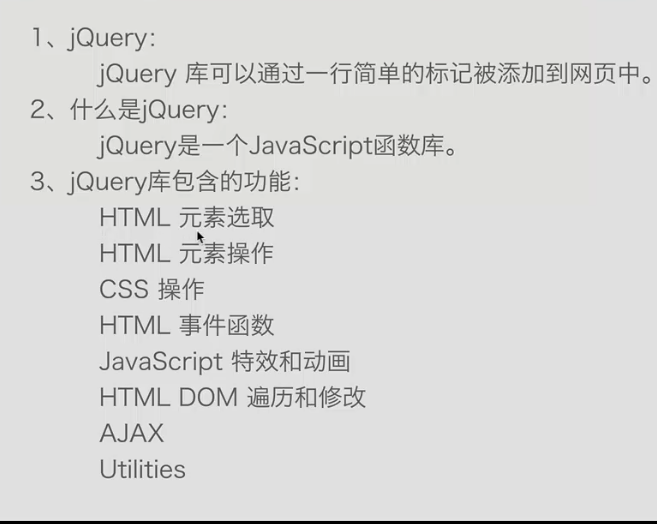 1、jQuery：
jQuery 库可以通过一行简单的标记被添加到网页中。
2、什么是jQuery：
jQuery是一个JavaScript函数库。
3、jQuery库包含的功能：
HTML 元素选取
HTML 元素操作
CSS 操作
HTML 事件函数
JavaScript 特效和动画
HTML DOM 遍历和修改
AJAX
Utilities